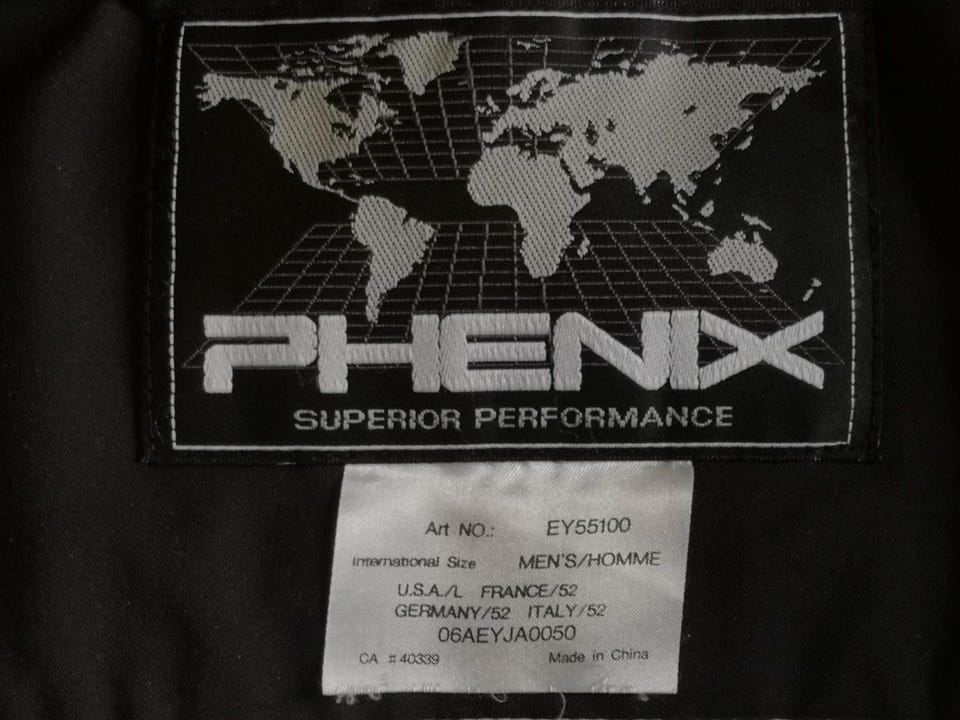 PHENIX
SUPERIOR PERFORMANCE
Art NO.: EY55100
International Size MEN'S/HOMME
U.S.A./L FRANCE/52
GERMANY/52 ITALY/52
06AEYJA0050
CA #40339 Made in China